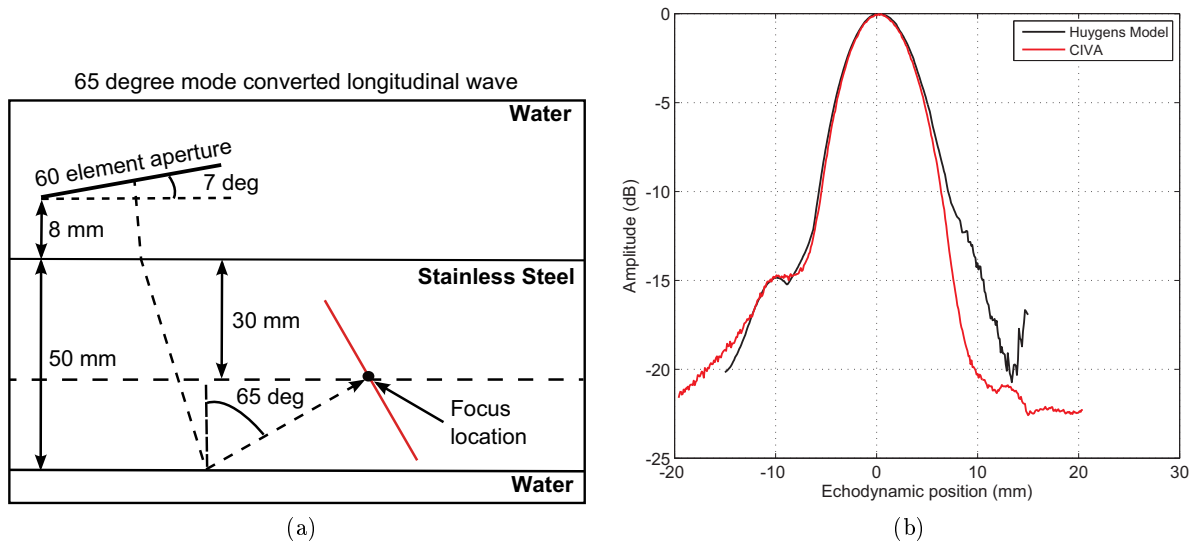 65 degree mode converted longitudinal wave
Water
60 element aperture
7 deg
8 mm
Stainless Steel
30 mm
50 mm
65 deg
Focus
location
Water
(a)
0
-5
-10
-15
-20
-25
Amplitude (dB)
Huygens Model
CIVA
-20
-10
0
10
20
30
Echodynamic position (mm)
(b)